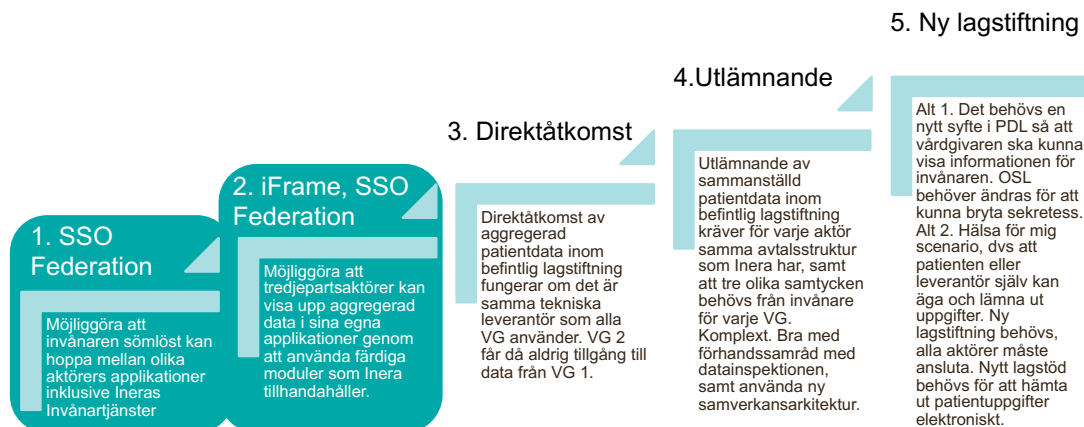 1. SSO
Federation
Möjliggöra att
invånaren sömlöst kan
hoppa mellan olika
aktörers applikationer
inklusive Ineras
Invånartjänster
2. iFrame, SSO
Federation
Möjliggöra att
tredjepartsaktörer kan
visa upp aggregerad
data i sina egna
applikationer genom
att använda färdiga
moduler som Inera
tillhandahåller.
3. Direktåtkomst
Direktåtkomst av
aggregerad
patientdata inom
befintlig lagstiftning
fungerar om det är
samma tekniska
leverantör som alla
VG använder. VG 2
får då aldrig tillgång till
data från VG 1.
4.Utlämnande
Utlämnande av
sammanställd
patientdata inom
befintlig lagstiftning
kräver för varje aktör
samma avtalsstruktur
som Inera har, samt
att tre olika samtycken
behövs från invånare
för varje VG.
Komplext. Bra med
förhandssamråd med
datainspektionen,
samt använda ny
samverkansarkitektur.
5. Ny lagstiftning
Alt 1. Det behövs en
nytt syfte i PDL så att
vårdgivaren ska kunna
visa informationen för
invånaren. OSL
behöver ändras för att
kunna bryta sekretess.
Alt 2. Hälsa för mig
scenario, dvs att
patienten eller
leverantör själv kan
äga och lämna ut
uppgifter. Ny
lagstiftning behövs,
alla aktörer måste
ansluta. Nytt lagstöd
behövs för att hämta
ut patientuppgifter
elektroniskt.